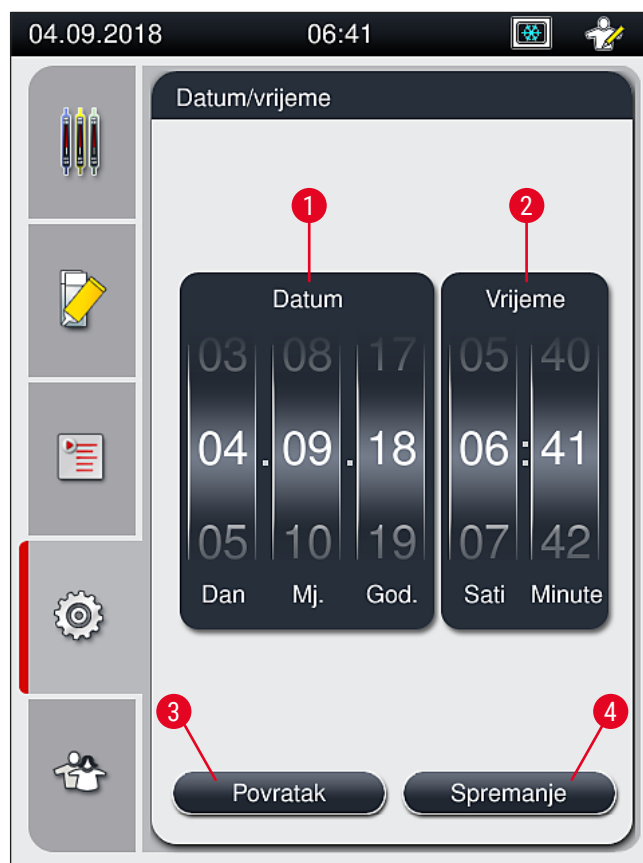 04.09.2018 06:41
Datum/vrijeme
1 2
Datum Vrijeme
03 08 17 05 40
04 . 09 . 18 06 : 41
05 10 19 07 42
Dan Mj. God. Sati Minute
3 4
Povratak Spremanje